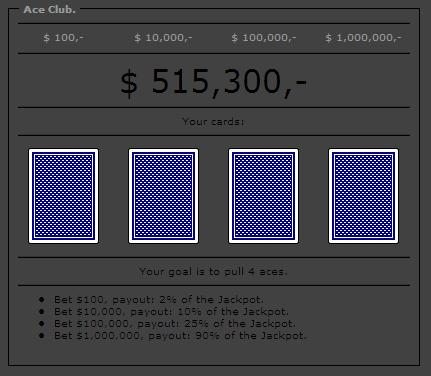 Ace Club.
$ 100,- $ 10,000,- $ 100,000,- $ 1,000,000,-
$ 515,300,-
Your cards:
Your goal is to pull 4 aces.
• Bet $100, payout: 2% of the Jackpot.
• Bet $10,000, payout: 10% of the Jackpot.
• Bet $100,000, payout: 25% of the Jackpot.
• Bet $1,000,000, payout: 90% of the Jackpot.